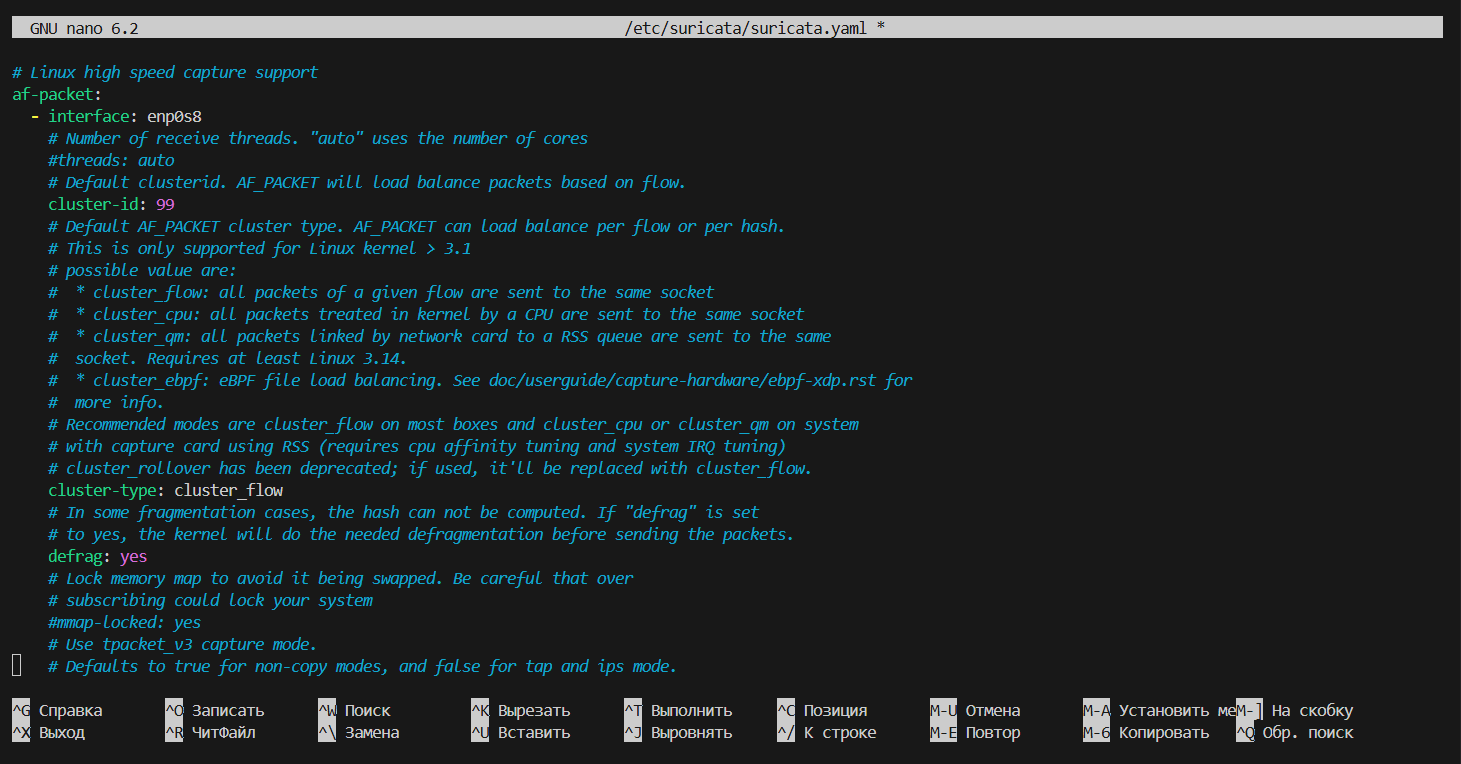 GNU nano 6.2 /etc/suricata/suricata.yaml *
# Linux high speed capture support
af-packet:
  - interface: enp0s8
    # Number of receive threads. "auto" uses the number of cores
    #threads: auto
    # Default clusterid. AF_PACKET will load balance packets based on flow.
    cluster-id: 99
    # Default AF_PACKET cluster type. AF_PACKET can load balance per flow or per hash.
    # This is only supported for Linux kernel > 3.1
    # possible value are:
    #  * cluster_flow: all packets of a given flow are sent to the same socket
    #  * cluster_cpu: all packets treated in kernel by a CPU are sent to the same socket
    #  * cluster_qm: all packets linked by network card to a RSS queue are sent to the same
    #  socket. Requires at least Linux 3.14.
    #  * cluster_ebpf: eBPF file load balancing. See doc/userguide/capture-hardware/ebpf-xdp.rst for
    #  more info.
    # Recommended modes are cluster_flow on most boxes and cluster_cpu or cluster_qm on system
    # with capture card using RSS (requires cpu affinity tuning and system IRQ tuning)
    # cluster_rollover has been deprecated; if used, it'll be replaced with cluster_flow.
    cluster-type: cluster_flow
    # In some fragmentation cases, the hash can not be computed. If "defrag" is set
    # to yes, the kernel will do the needed defragmentation before sending the packets.
    defrag: yes
    # Lock memory map to avoid it being swapped. Be careful that over
    # subscribing could lock your system
    #mmap-locked: yes
    # Use tpacket_v3 capture mode.
    # Defaults to true for non-copy modes, and false for tap and ips mode.
^G Справка ^O Записать ^W Поиск ^K Вырезать ^T Выполнить ^C Позиция M-U Отмена M-A Установить меM-] На скобку
^X Выход ^R ЧитФайл ^\ Замена ^U Вставить ^J Выровнять ^/ К строке M-E Повтор M-6 Копировать ^Q Обр. поиск